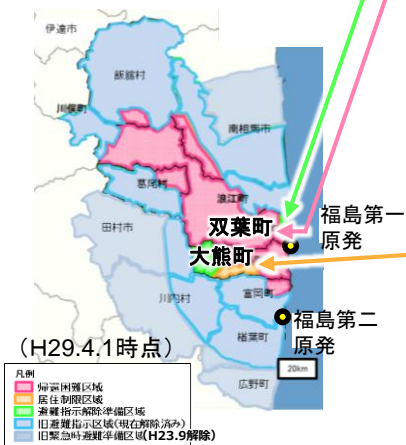 伊達市
飯舘村
川俣町
南相馬市
葛尾村
浪江町
双葉町
福島第一
原発
田村市
大熊町
川内村
富岡町
福島第二
原発
楢葉町
(H29.4.1時点)
20km
広野町
凡例
帰還困難区域
居住制限区域
避難指示解除準備区域
旧避難指示区域(現在解除済み)
旧緊急時避難準備区域(H23.9解除)